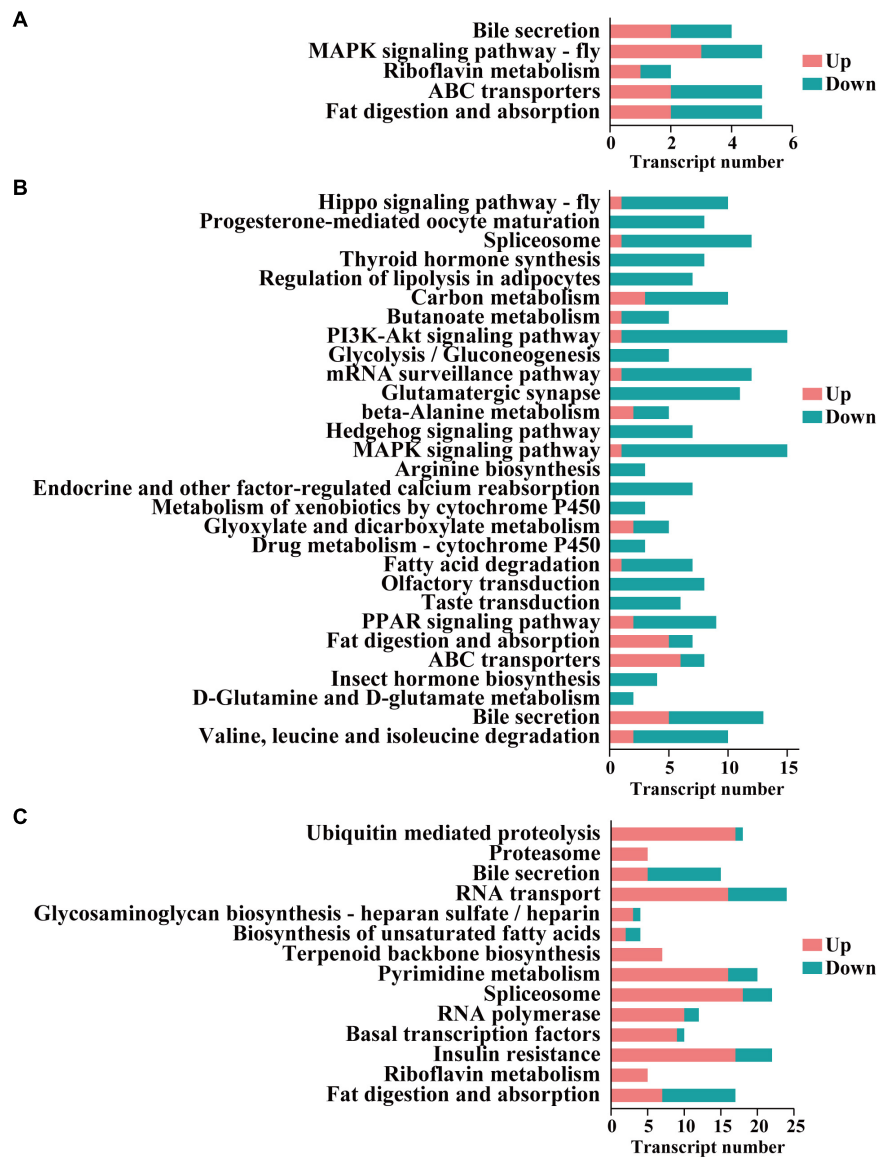 A
Bile secretion
MAPK signaling pathway - fly
Riboflavin metabolism
ABC transporters
Fat digestion and absorption
Up
Down
0 2 4 6
Transcript number
B
Hippo signaling pathway - fly
Progesterone-mediated oocyte maturation
Spliceosome
Thyroid hormone synthesis
Regulation of lipolysis in adipocytes
Carbon metabolism
Butanoate metabolism
PI3K-Akt signaling pathway
Glycolysis / Gluconeogenesis
mRNA surveillance pathway
Glutamatergic synapse
beta-Alanine metabolism
Hedgehog signaling pathway
MAPK signaling pathway
Arginine biosynthesis
Endocrine and other factor-regulated calcium reabsorption
Metabolism of xenobiotics by cytochrome P450
Glyoxylate and dicarboxylate metabolism
Drug metabolism - cytochrome P450
Fatty acid degradation
Olfactory transduction
Taste transduction
PPAR signaling pathway
Fat digestion and absorption
ABC transporters
Insect hormone biosynthesis
D-Glutamine and D-glutamate metabolism
Bile secretion
Valine, leucine and isoleucine degradation
Up
Down
0 5 10 15
Transcript number
C
Ubiquitin mediated proteolysis
Proteasome
Bile secretion
RNA transport
Glycosaminoglycan biosynthesis - heparan sulfate / heparin
Biosynthesis of unsaturated fatty acids
Terpenoid backbone biosynthesis
Pyrimidine metabolism
Spliceosome
RNA polymerase
Basal transcription factors
Insulin resistance
Riboflavin metabolism
Fat digestion and absorption
Up
Down
0 5 10 15 20 25
Transcript number